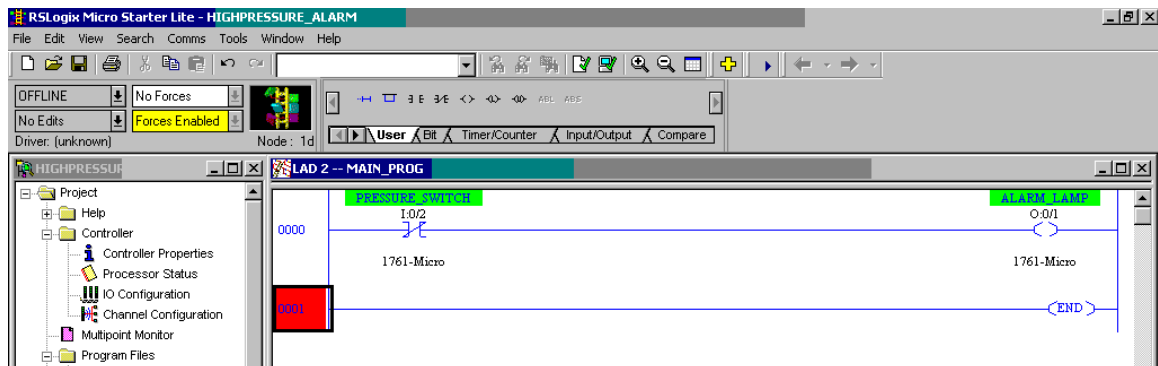 RSLogix Micro Starter Lite - HIGHPRESSURE_ALARM
File Edit View Search Comms Tools Window Help
OFFLINE No Forces
No Edits Forces Enabled
Driver: (unknown) Node : 1d
ABL ABS
User Bit Timer/Counter Input/Output Compare
HIGHPRESSUR
Project
Help
Controller
Controller Properties
Processor Status
IO Configuration
Channel Configuration
Multipoint Monitor
Program Files
LAD 2 -- MAIN_PROG
PRESSURE_SWITCH ALARM_LAMP
I:0/2 O:0/1
0000
1761-Micro 1761-Micro
0001 END